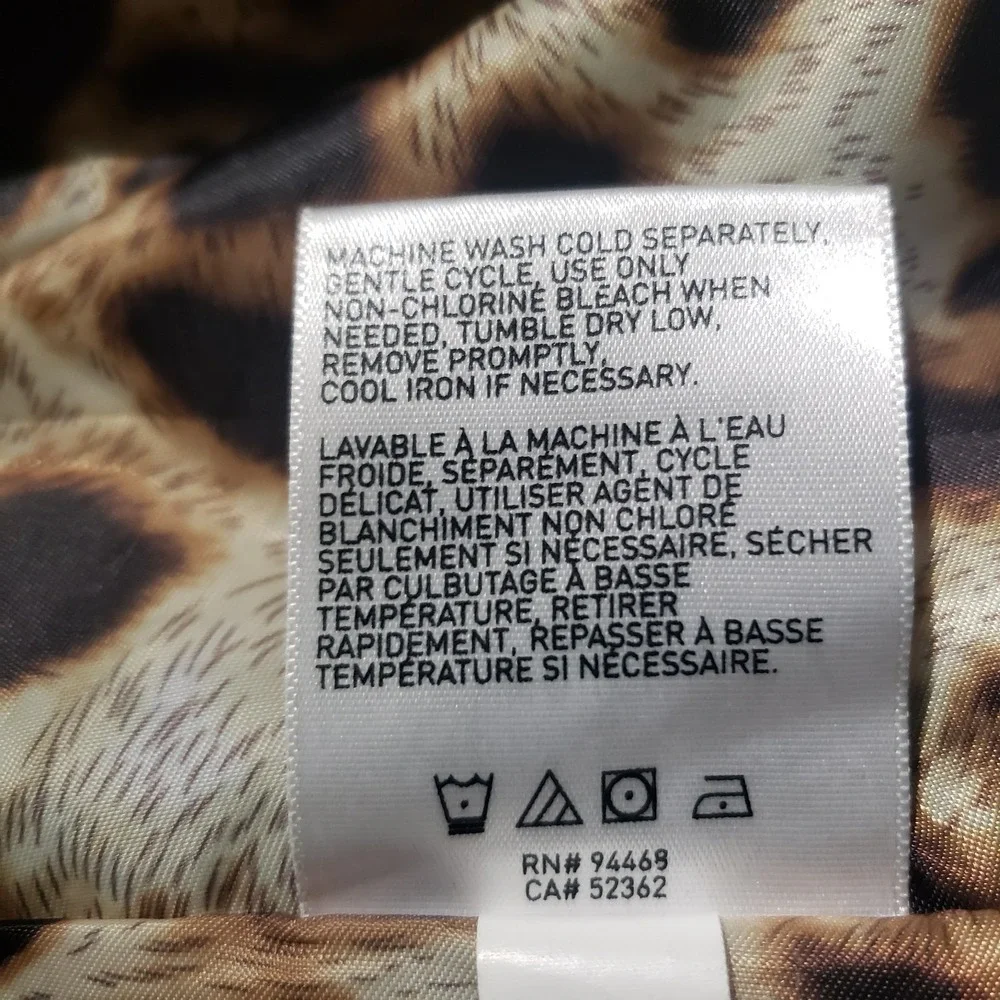 MACHINE WASH COLD SEPARATELY,
GENTLE CYCLE, USE ONLY
NON-CHLORINE BLEACH WHEN
NEEDED, TUMBLE DRY LOW,
REMOVE PROMPTLY,
COOL IRON IF NECESSARY.
LAVABLE À LA MACHINE À L'EAU
FROIDE, SÉPARÉMENT, CYCLE
DÉLICAT, UTILISER AGENT DE
BLANCHIMENT NON CHLORÉ
SEULEMENT SI NÉCESSAIRE, SÉCHER
PAR CULBUTAGE À BASSE
TEMPÉRATURE, RETIRER
RAPIDEMENT, REPASSER À BASSE
TEMPÉRATURE SI NÉCESSAIRE.
RN# 94468
CA# 52362